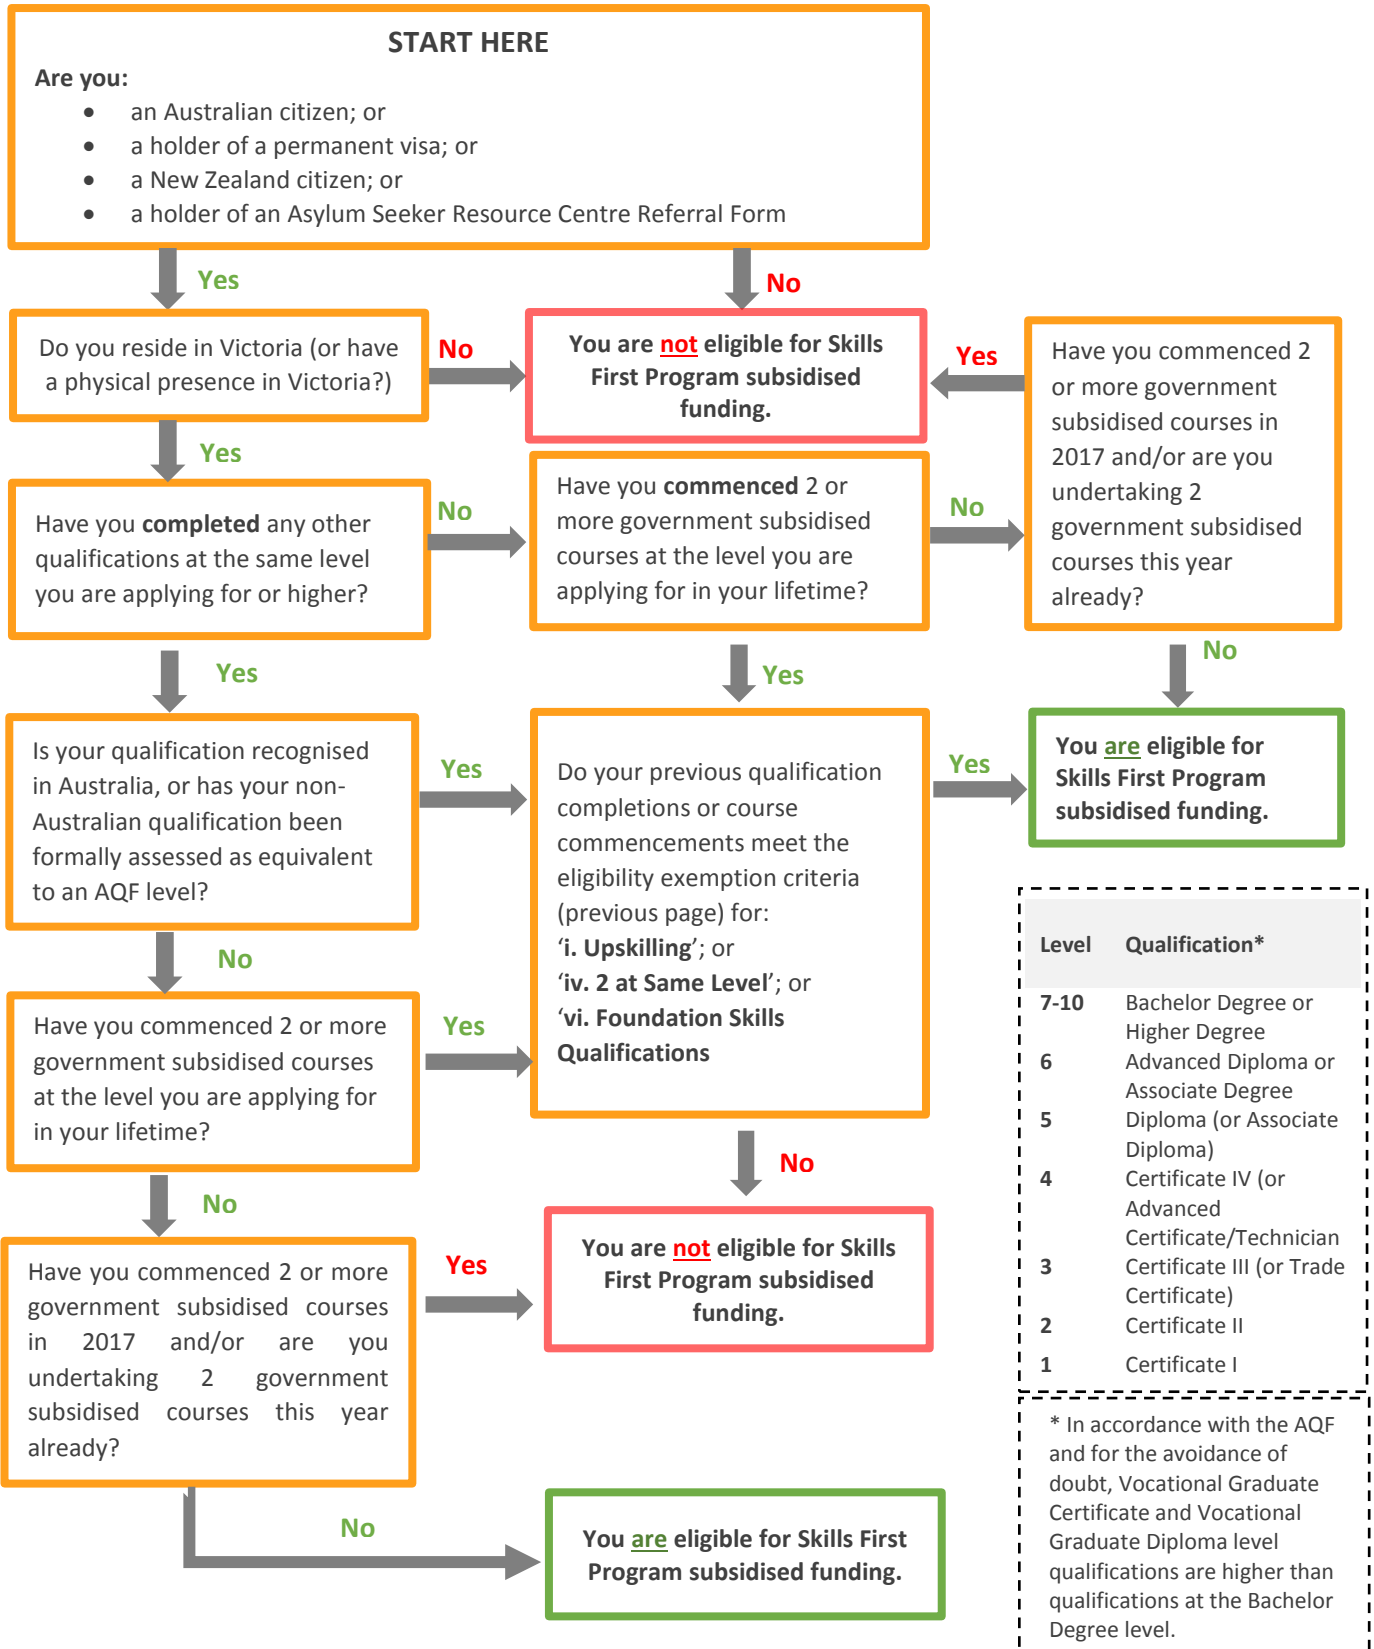 START HERE
Are you:
• an Australian citizen; or
• a holder of a permanent visa; or
• a New Zealand citizen; or
• a holder of an Asylum Seeker Resource Centre Referral Form
Yes
No
Do you reside in Victoria (or have
a physical presence in Victoria?)
No
You are not eligible for Skills
First Program subsidised
funding.
Yes
Have you commenced 2
or more government
subsidised courses in
2017 and/or are you
undertaking 2
government subsidised
courses this year
already?
Yes
Have you completed any other
qualifications at the same level
you are applying for or higher?
No
Have you commenced 2 or
more government subsidised
courses at the level you are
applying for in your lifetime?
No
Yes
Yes
No
Is your qualification recognised
in Australia, or has your non-
Australian qualification been
formally assessed as equivalent
to an AQF level?
Yes
Do your previous qualification
completions or course
commencements meet the
eligibility exemption criteria
(previous page) for:
‘i. Upskilling’; or
‘iv. 2 at Same Level’; or
‘vi. Foundation Skills
Qualifications
Yes
You are eligible for
Skills First Program
subsidised funding.
No
Have you commenced 2 or more
government subsidised courses
at the level you are applying for
in your lifetime?
Yes
No
No
Have you commenced 2 or more
government subsidised courses
in 2017 and/or are you
undertaking 2 government
subsidised courses this year
already?
Yes
You are not eligible for Skills
First Program subsidised
funding.
No
You are eligible for Skills First
Program subsidised funding.
Level Qualification*
7-10 Bachelor Degree or
Higher Degree
6 Advanced Diploma or
Associate Degree
5 Diploma (or Associate
Diploma)
4 Certificate IV (or
Advanced
Certificate/Technician
3 Certificate III (or Trade
Certificate)
2 Certificate II
1 Certificate I
* In accordance with the AQF
and for the avoidance of
doubt, Vocational Graduate
Certificate and Vocational
Graduate Diploma level
qualifications are higher than
qualifications at the Bachelor
Degree level.